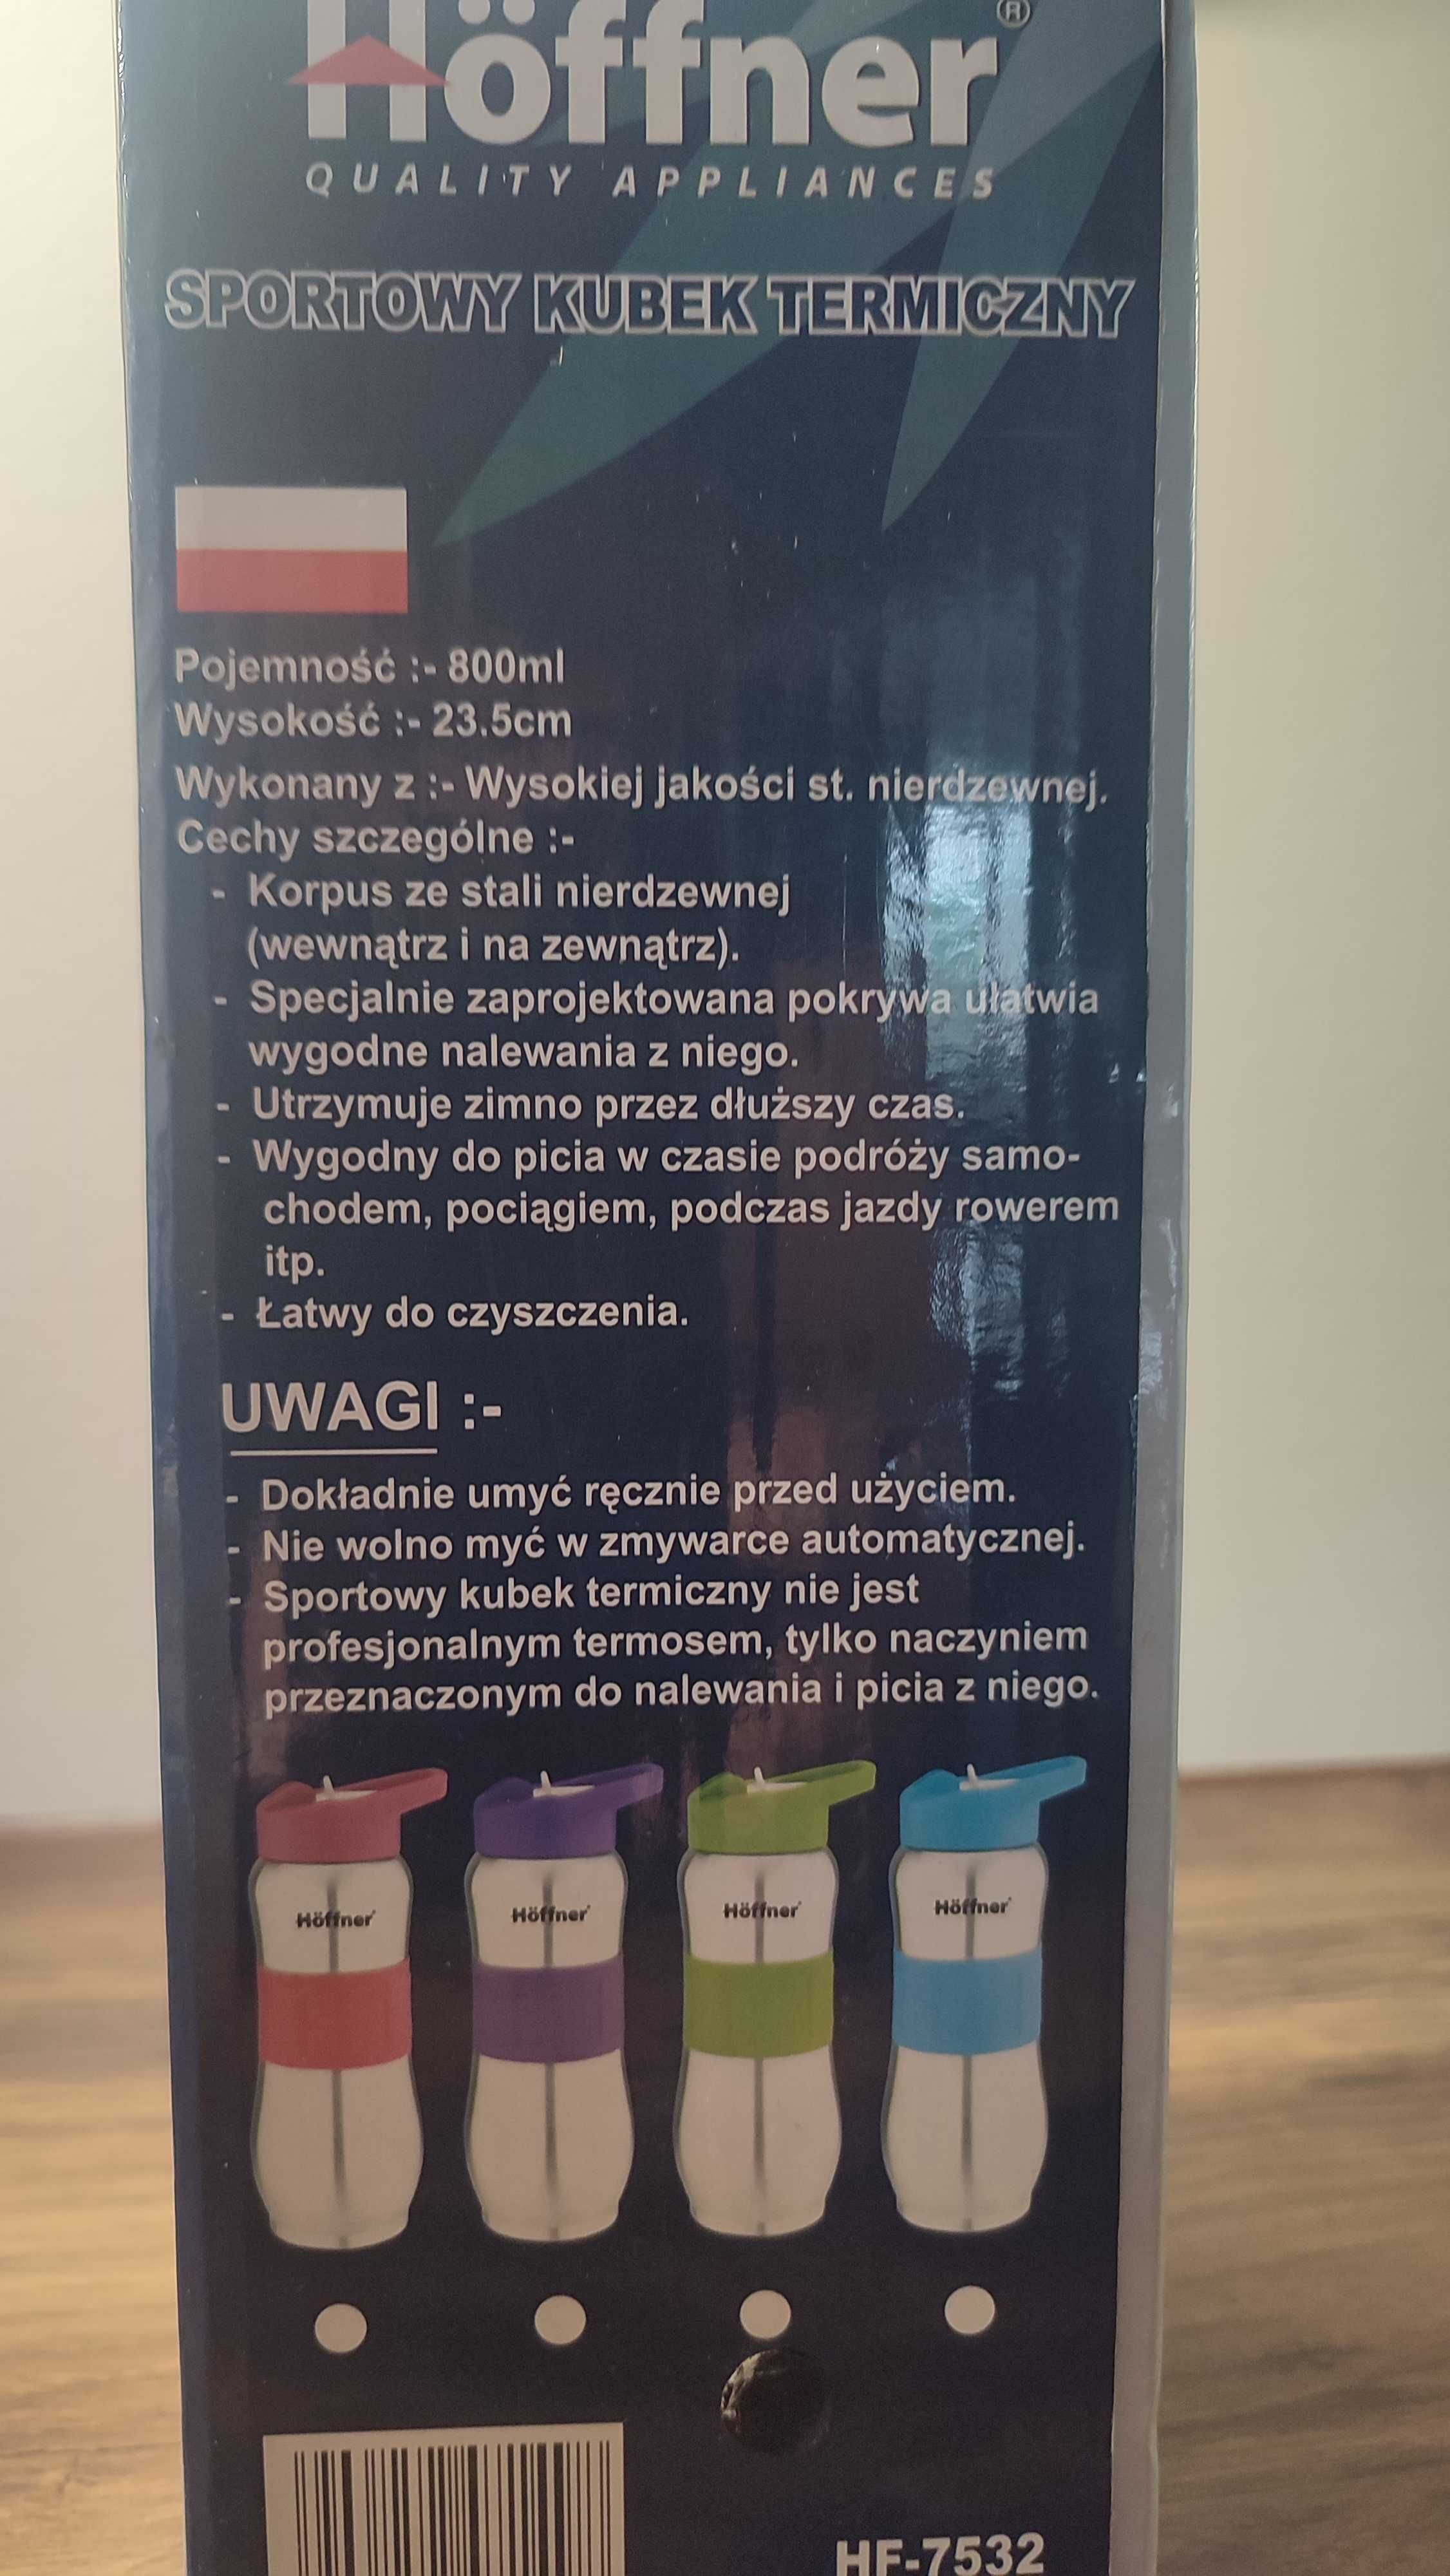 Höffner®
QUALITY APPLIANCES
SPORTOWY KUBEK TERMICZNY
Pojemność :- 800ml
Wysokość :- 23.5cm
Wykonany z :- Wysokiej jakości st. nierdzewnej.
Cechy szczególne :-
- Korpus ze stali nierdzewnej
(wewnątrz i na zewnątrz).
- Specjalnie zaprojektowana pokrywa ułatwia
wygodne nalewania z niego.
- Utrzymuje zimno przez dłuższy czas.
- Wygodny do picia w czasie podróży samo-
chodem, pociągiem, podczas jazdy rowerem
itp.
- Łatwy do czyszczenia.
UWAGI :-
- Dokładnie umyć ręcznie przed użyciem.
- Nie wolno myć w zmywarce automatycznej.
- Sportowy kubek termiczny nie jest
profesjonalnym termosem, tylko naczyniem
przeznaczonym do nalewania i picia z niego.
Höffner Höffner Höffner Höffner
HF-7532